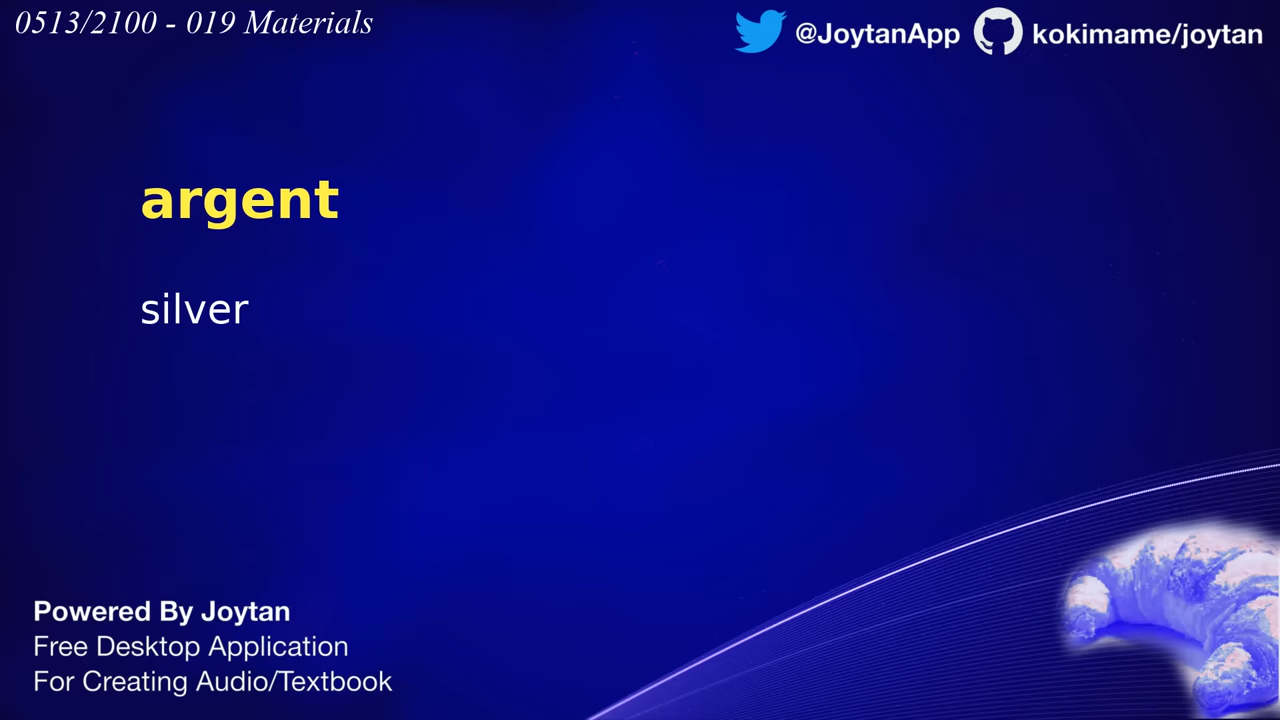 0513/2100 - 019 Materials
@JoytanApp kokimame/joytan
argent
silver
Powered By Joytan
Free Desktop Application
For Creating Audio/Textbook